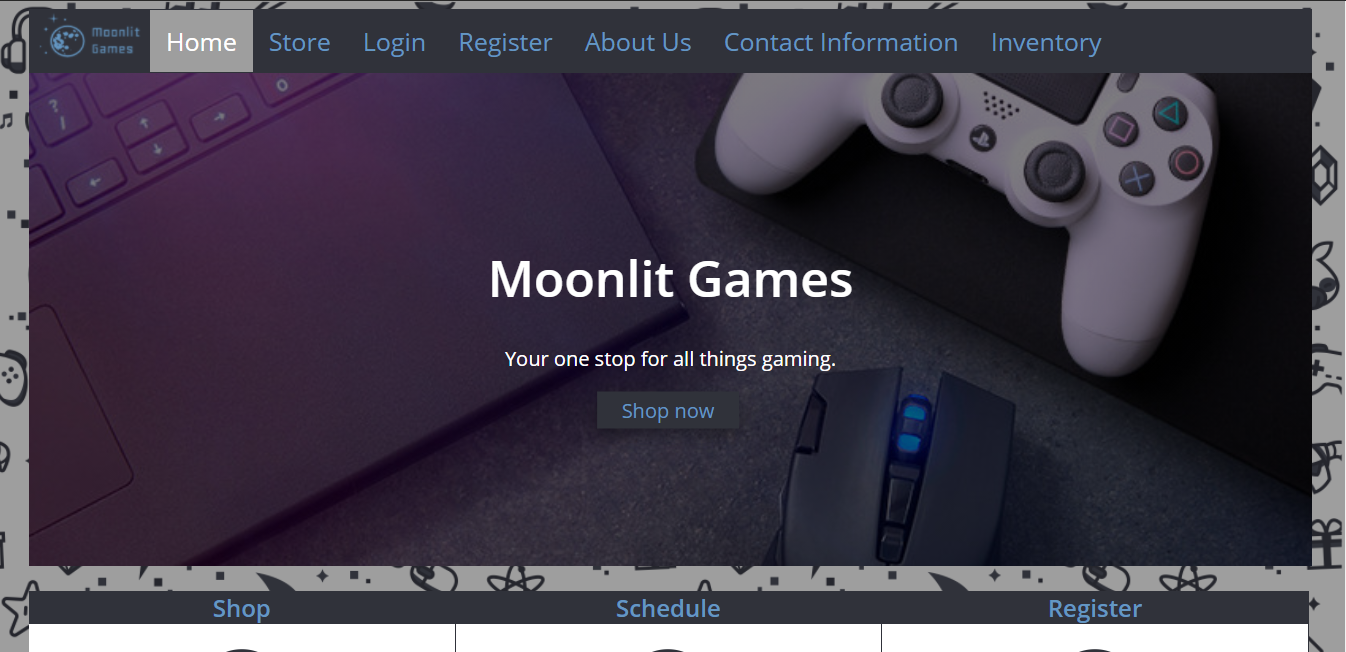 Moonlit
Games
Home Store Login Register About Us Contact Information Inventory
Moonlit Games
Your one stop for all things gaming.
Shop now
Shop Schedule Register